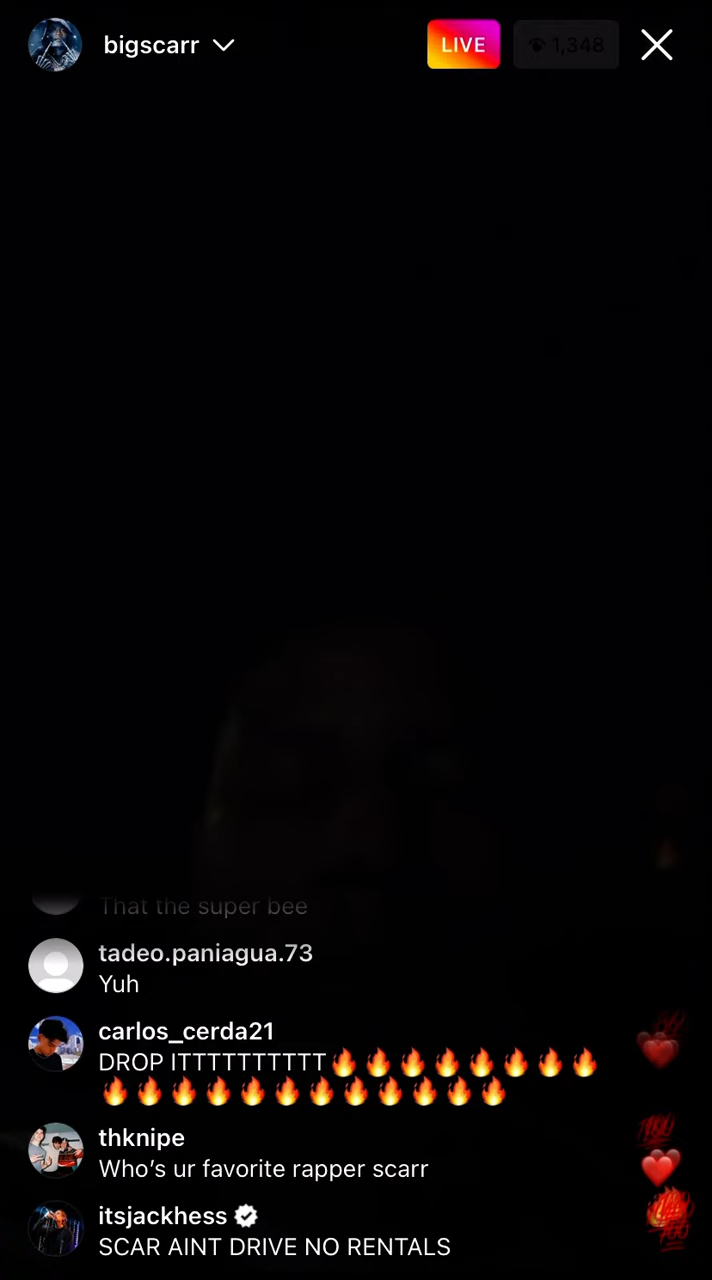 bigscarr
LIVE
1,348
That the super bee
tadeo.paniagua.73
Yuh
carlos_cerda21
DROP ITTTTTTTTTT🔥🔥🔥🔥🔥🔥🔥🔥
🔥🔥🔥🔥🔥🔥🔥🔥🔥🔥🔥🔥
thknipe
Who's ur favorite rapper scarr
itsjackhess
SCAR AINT DRIVE NO RENTALS